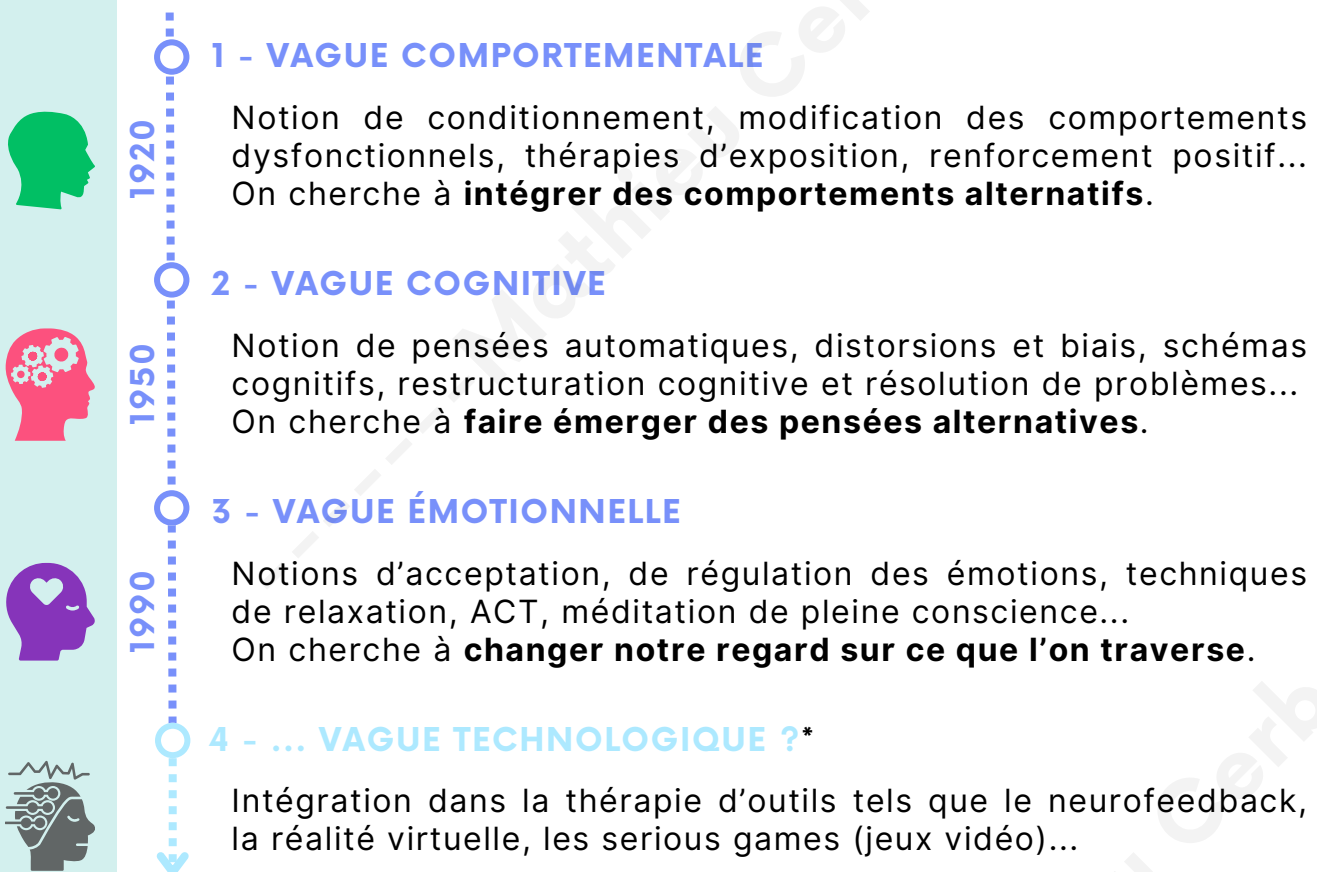 1 - VAGUE COMPORTEMENTALE
1920
Notion de conditionnement, modification des comportements
dysfonctionnels, thérapies d’exposition, renforcement positif...
On cherche à intégrer des comportements alternatifs.
2 - VAGUE COGNITIVE
1950
Notion de pensées automatiques, distorsions et biais, schémas
cognitifs, restructuration cognitive et résolution de problèmes...
On cherche à faire émerger des pensées alternatives.
3 - VAGUE ÉMOTIONNELLE
1990
Notions d’acceptation, de régulation des émotions, techniques
de relaxation, ACT, méditation de pleine conscience...
On cherche à changer notre regard sur ce que l’on traverse.
4 - ... VAGUE TECHNOLOGIQUE ?*
Intégration dans la thérapie d’outils tels que le neurofeedback,
la réalité virtuelle, les serious games (jeux vidéo)...
---- Mathieu Cer
Cerb